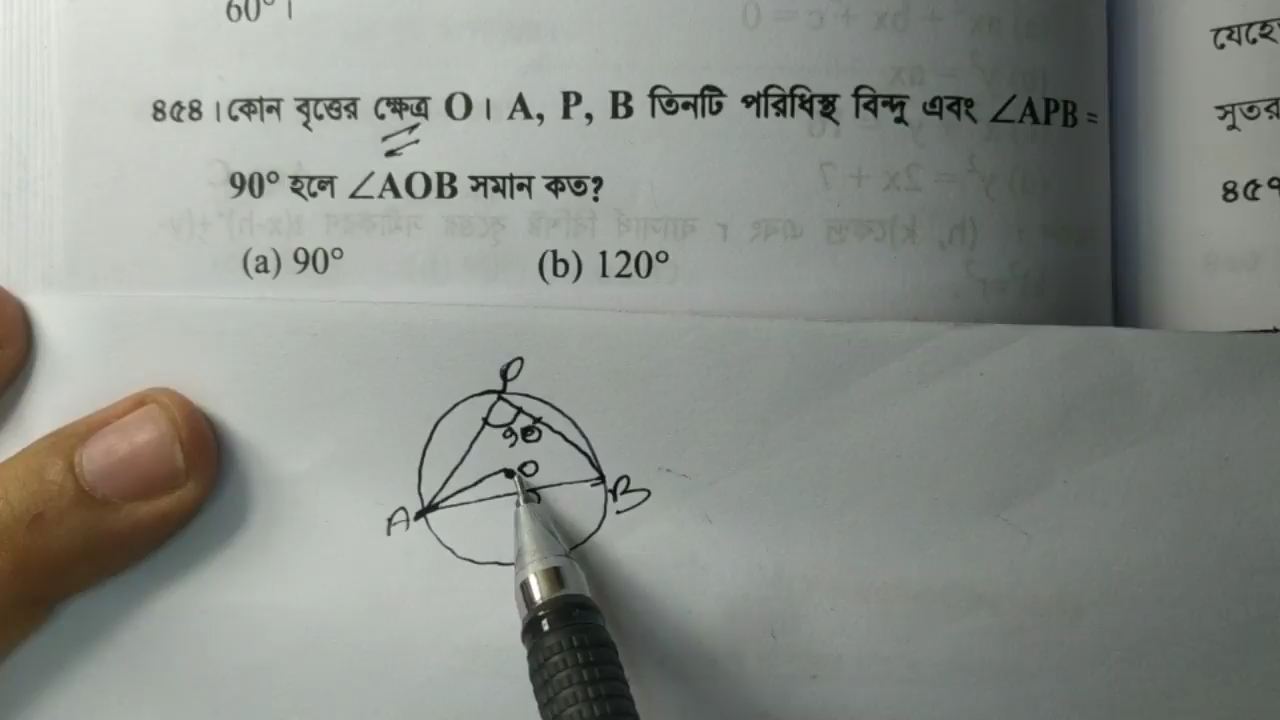 60°।
৪৫৪। কোন বৃত্তের ক্ষেত্র O। A, P, B তিনটি পরিধিস্থ বিন্দু এবং ∠APB =
90° হলে ∠AOB সমান কত?
(a) 90° (b) 120°
যেহে
সূতর
৪৫৭
P
90
O
A
B